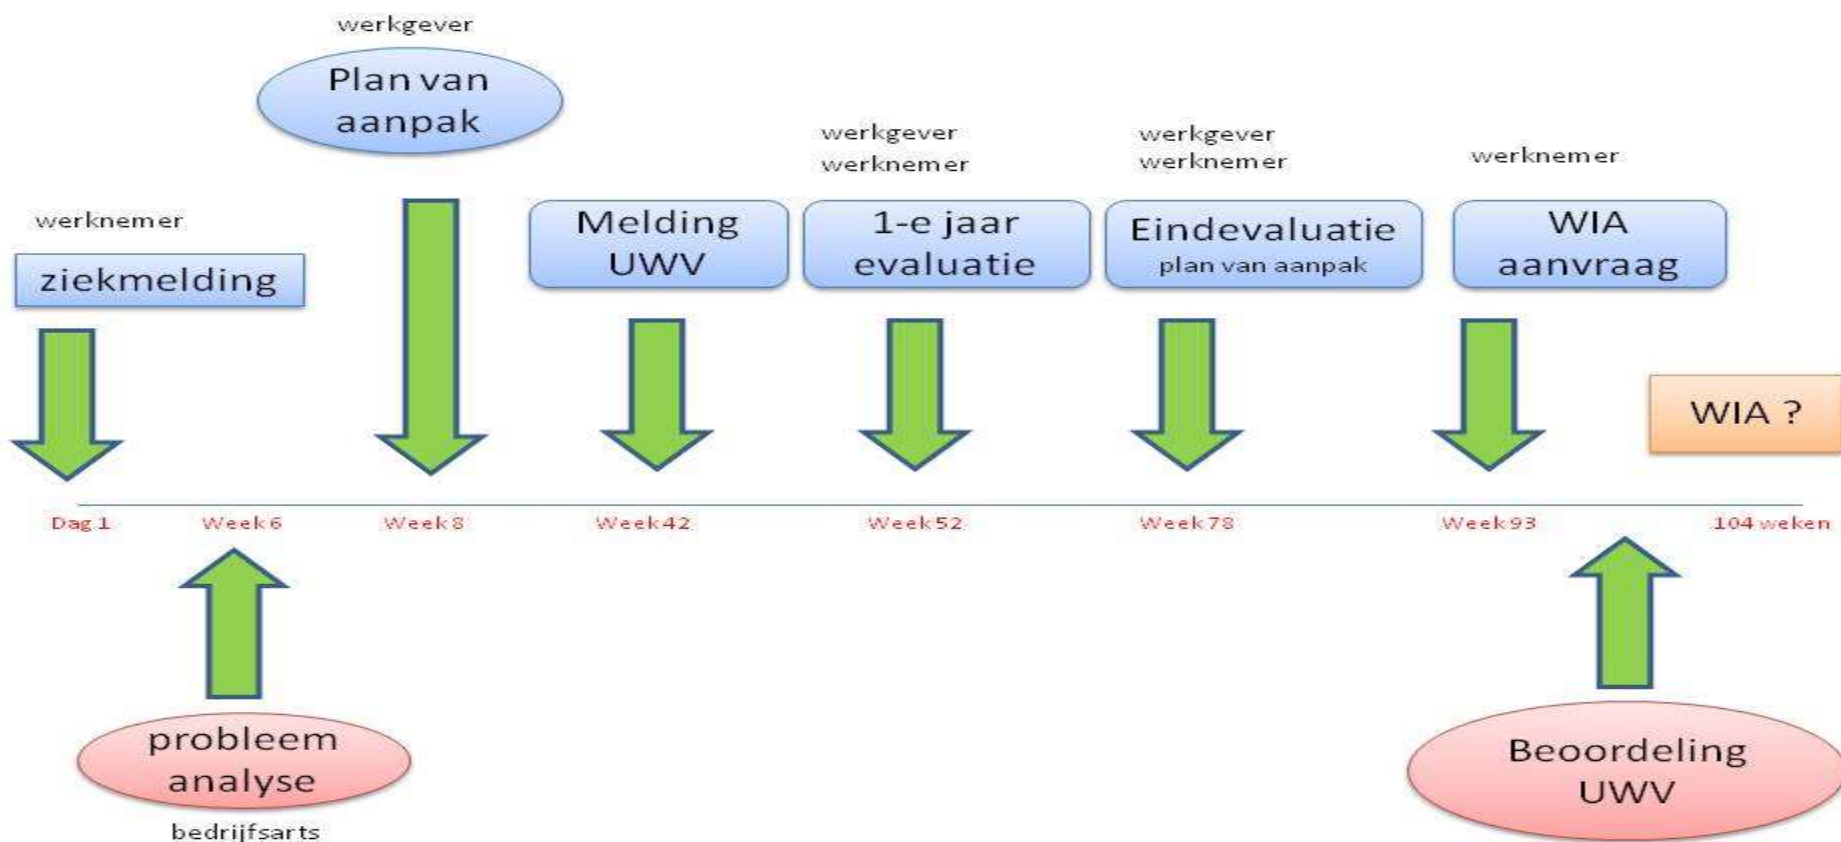 werkgever
Plan van
aanpak
werknemer
ziekmelding
Melding
UWV
werkgever
werknemer
1-e jaar
evaluatie
werkgever
werknemer
Eindevaluatie
plan van aanpak
werknemer
WIA
aanvraag
WIA ?
Dag 1
Week 6
Week 8
Week 42
Week 52
Week 78
Week 93
104 weken
probleem
analyse
bedrijfsarts
Beoordeling
UWV